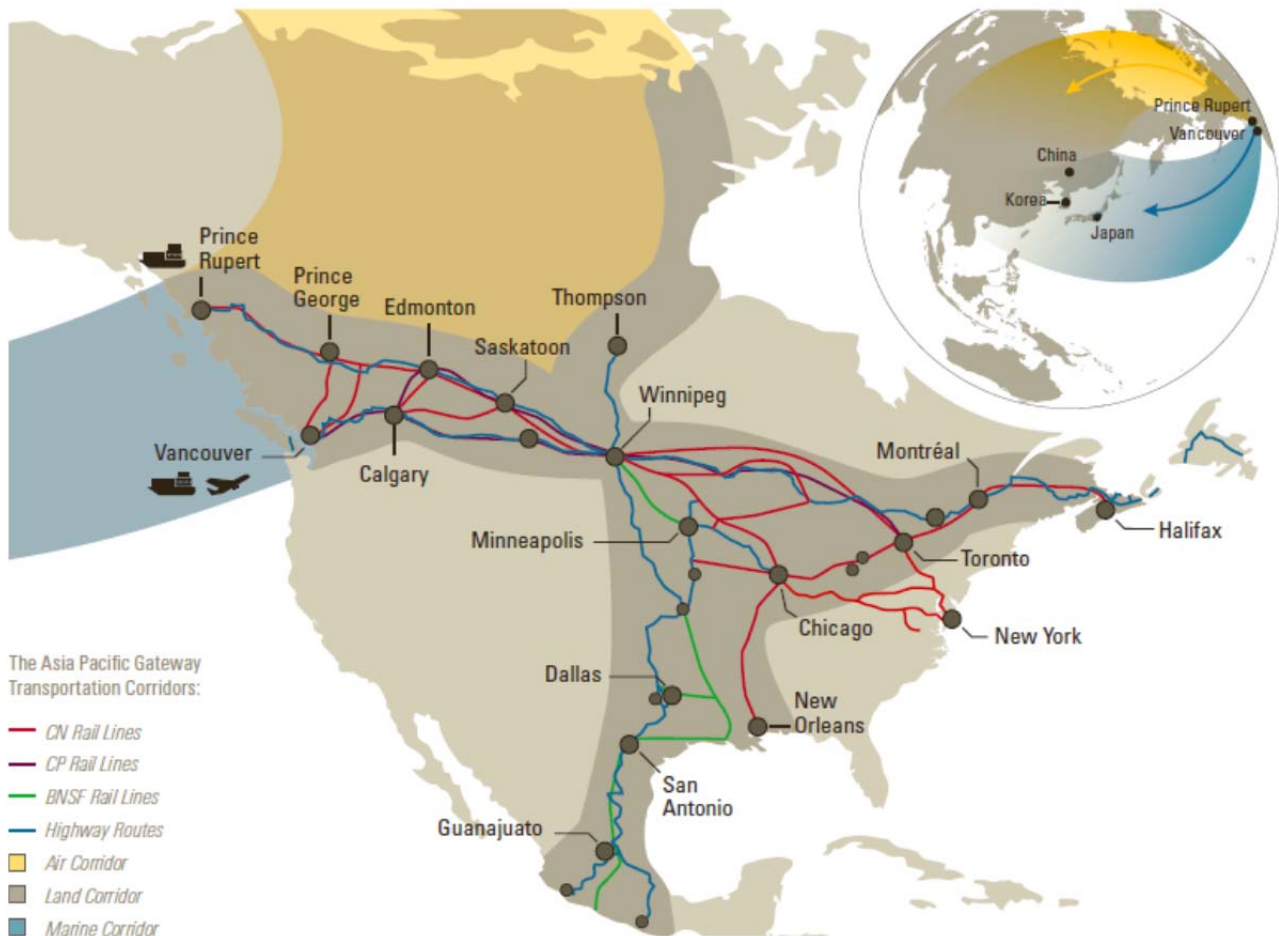 Prince Rupert
Vancouver
China
Korea
Japan
Prince
Rupert
Prince
George
Edmonton
Thompson
Saskatoon
Winnipeg
Vancouver
Calgary
Montréal
Minneapolis
Toronto
Halifax
Chicago
New York
Dallas
New
Orleans
San
Antonio
Guanajuato
The Asia Pacific Gateway
Transportation Corridors:
CN Rail Lines
CP Rail Lines
BNSF Rail Lines
Highway Routes
Air Corridor
Land Corridor
Marine Corridor